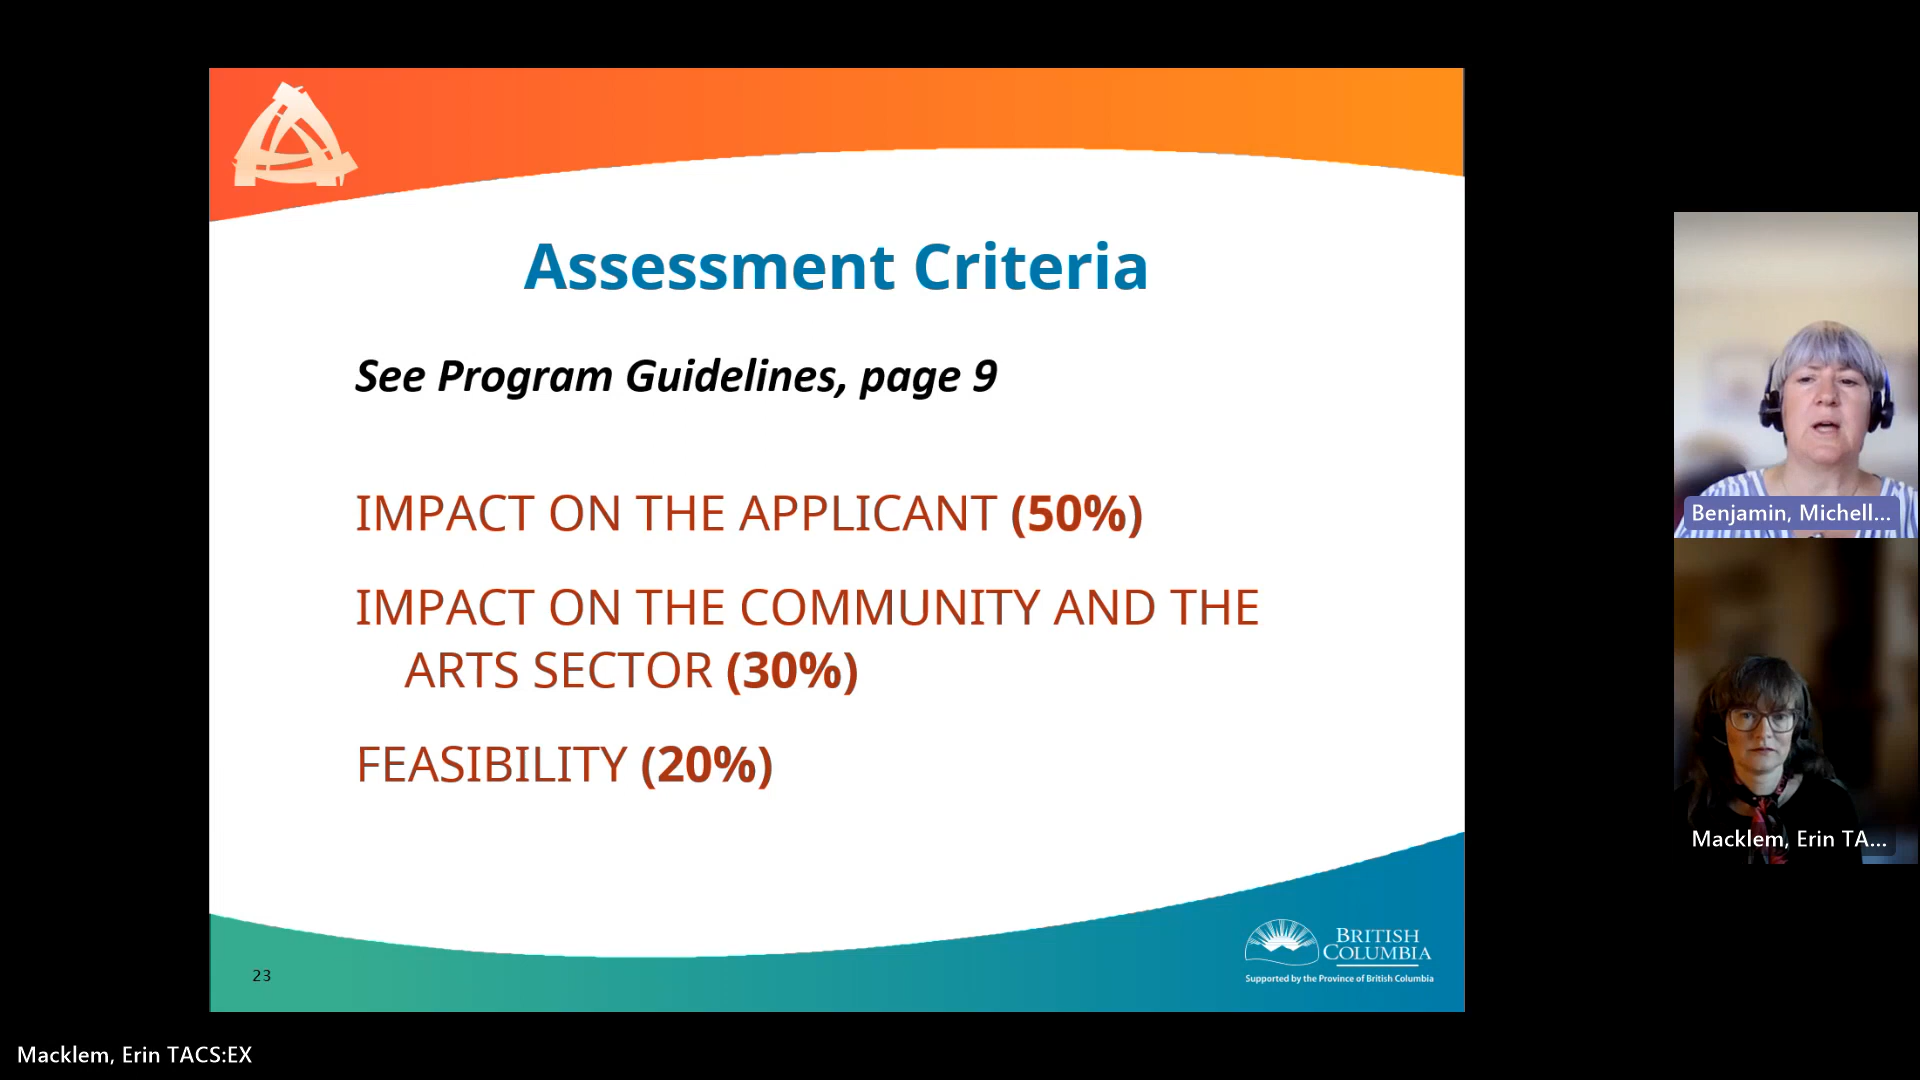 Assessment Criteria
See Program Guidelines, page 9
IMPACT ON THE APPLICANT (50%)
IMPACT ON THE COMMUNITY AND THE
ARTS SECTOR (30%)
FEASIBILITY (20%)
23
BRITISH
COLUMBIA
Supported by the Province of British Columbia
Benjamin, Michell...
Macklem, Erin TA...
Macklem, Erin TACS:EX